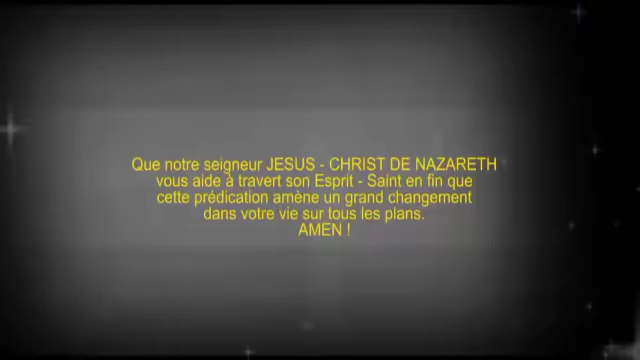 Que notre seigneur JESUS - CHRIST DE NAZARETH
vous aide à travert son Esprit - Saint en fin que
cette prédication amène un grand changement
dans votre vie sur tous les plans.
AMEN !